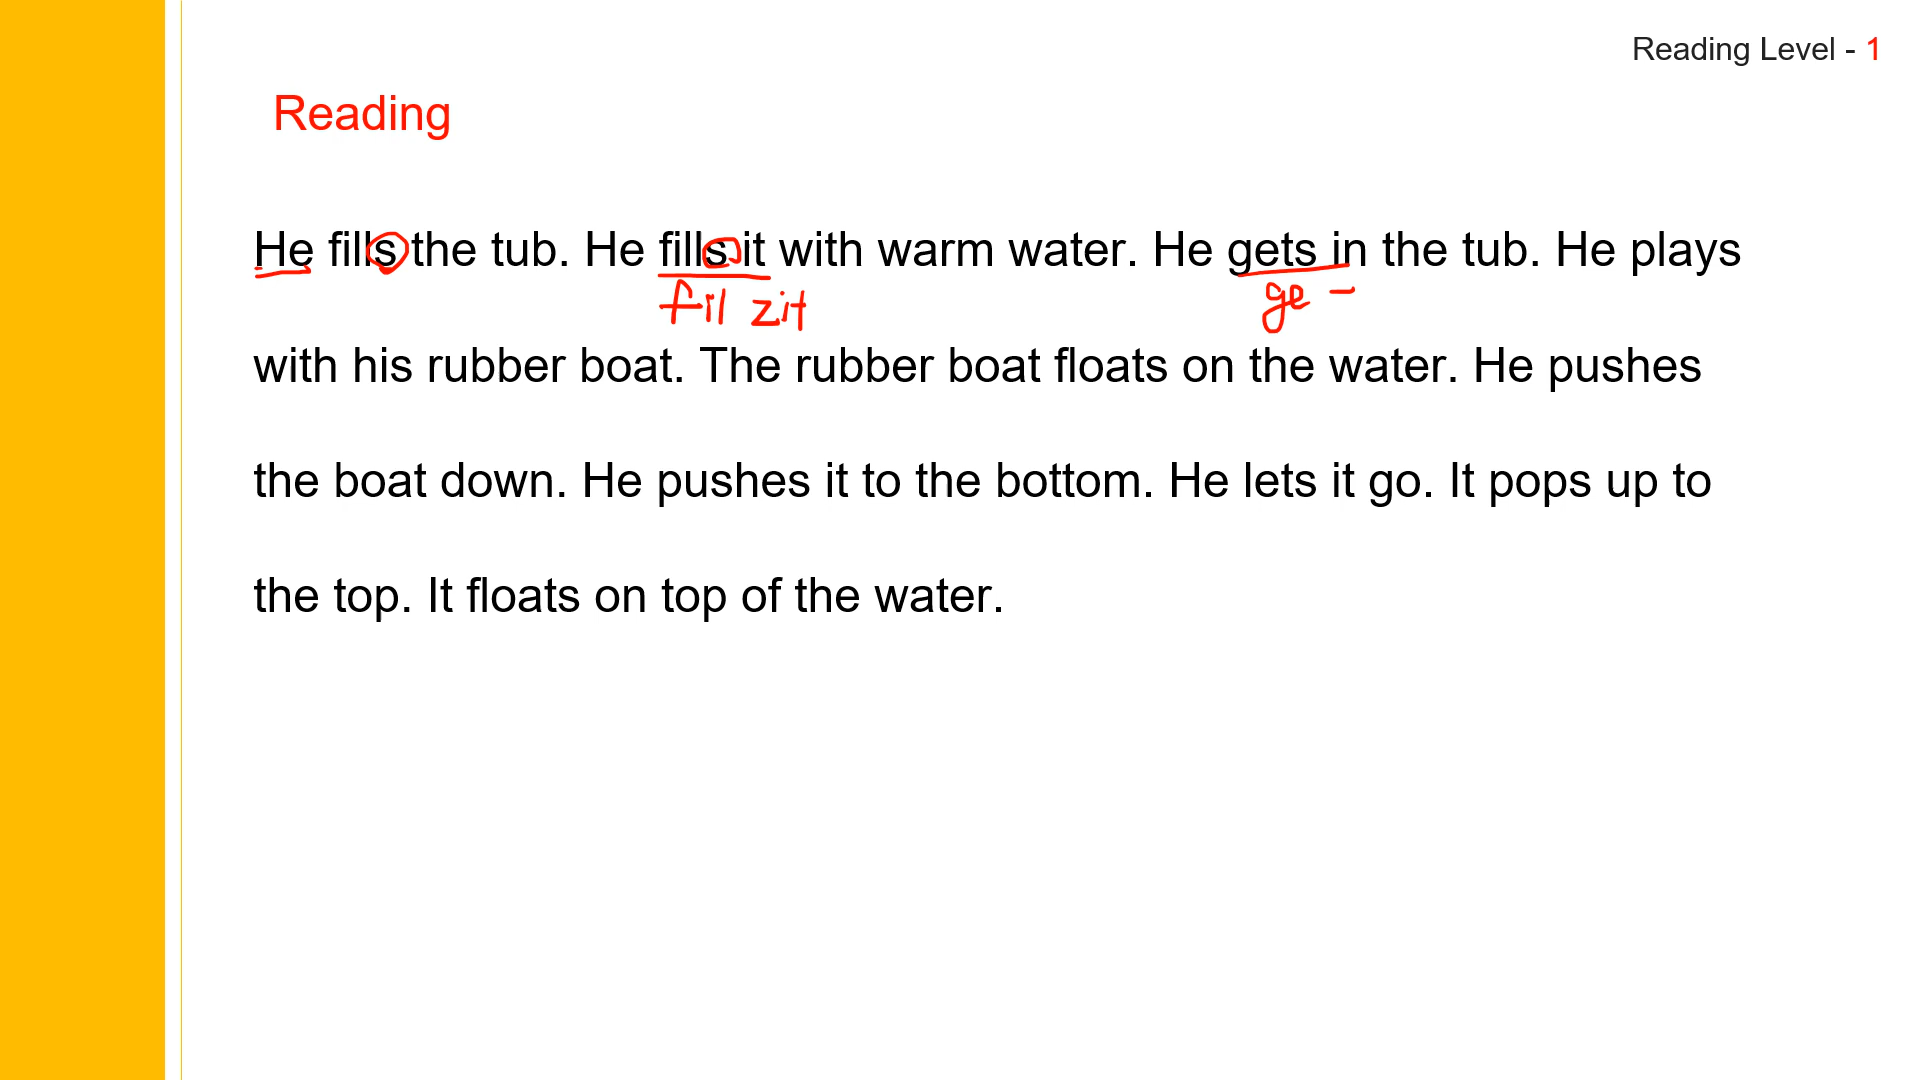 Reading Level - 1
Reading
He fills the tub. He fills it with warm water. He gets in the tub. He plays
fil zit ge -
with his rubber boat. The rubber boat floats on the water. He pushes
the boat down. He pushes it to the bottom. He lets it go. It pops up to
the top. It floats on top of the water.